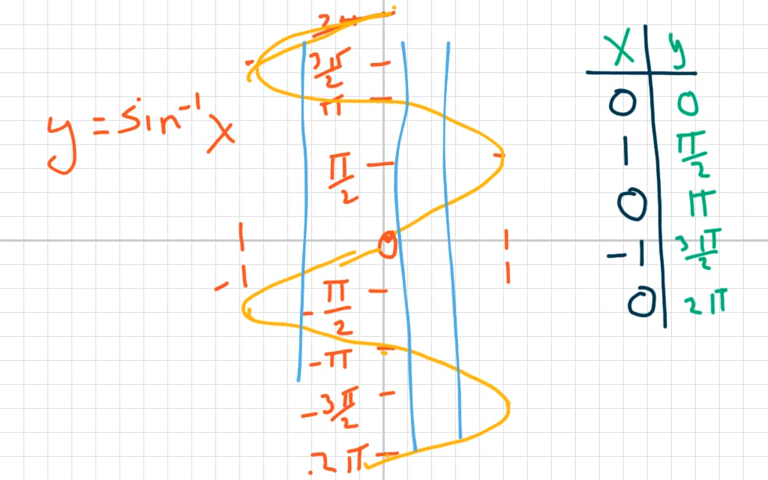 y = sin⁻¹ x
2π
3π/2
π
π/2
0
1
-1
1
-π/2
-π
-3π/2
.2π
x y
0 0
1 π/2
0 π
-1 3π/2
0 2π